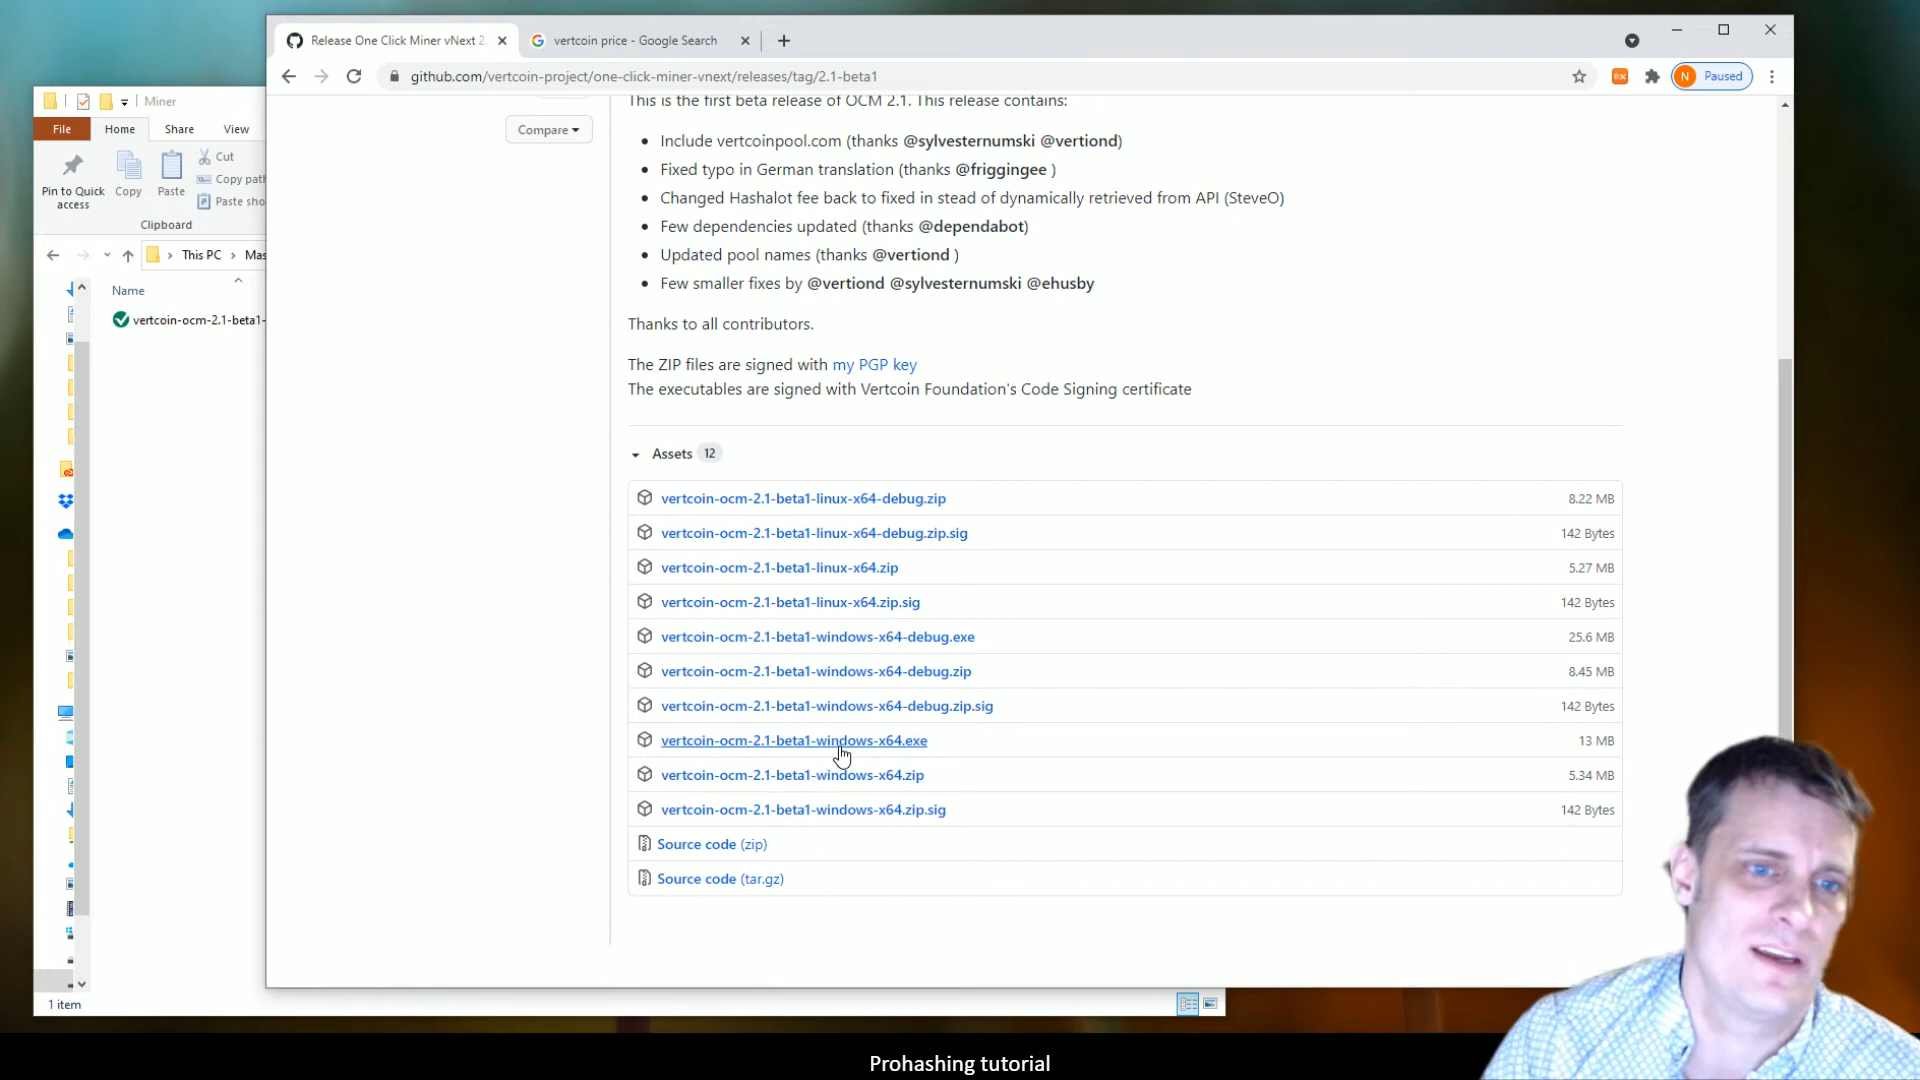 Release One Click Miner vNext 2
vertcoin price - Google Search
github.com/vertcoin-project/one-click-miner-vnext/releases/tag/2.1-beta1
N Paused
Miner
File Home Share View
Pin to Quick access
Copy
Paste
Cut
Copy path
Paste sho
Clipboard
This PC
Mas
Name
vertcoin-ocm-2.1-beta1-
1 item
Compare
This is the first beta release of OCM 2.1. This release contains:
Include vertcoinpool.com (thanks @sylvesternumski @vertiond)
Fixed typo in German translation (thanks @friggingee )
Changed Hashalot fee back to fixed in stead of dynamically retrieved from API (SteveO)
Few dependencies updated (thanks @dependabot)
Updated pool names (thanks @vertiond )
Few smaller fixes by @vertiond @sylvesternumski @ehusby
Thanks to all contributors.
The ZIP files are signed with my PGP key
The executables are signed with Vertcoin Foundation's Code Signing certificate
Assets 12
vertcoin-ocm-2.1-beta1-linux-x64-debug.zip 8.22 MB
vertcoin-ocm-2.1-beta1-linux-x64-debug.zip.sig 142 Bytes
vertcoin-ocm-2.1-beta1-linux-x64.zip 5.27 MB
vertcoin-ocm-2.1-beta1-linux-x64.zip.sig 142 Bytes
vertcoin-ocm-2.1-beta1-windows-x64-debug.exe 25.6 MB
vertcoin-ocm-2.1-beta1-windows-x64-debug.zip 8.45 MB
vertcoin-ocm-2.1-beta1-windows-x64-debug.zip.sig 142 Bytes
vertcoin-ocm-2.1-beta1-windows-x64.exe 13 MB
vertcoin-ocm-2.1-beta1-windows-x64.zip 5.34 MB
vertcoin-ocm-2.1-beta1-windows-x64.zip.sig 142 Bytes
Source code (zip)
Source code (tar.gz)
Prohashing tutorial